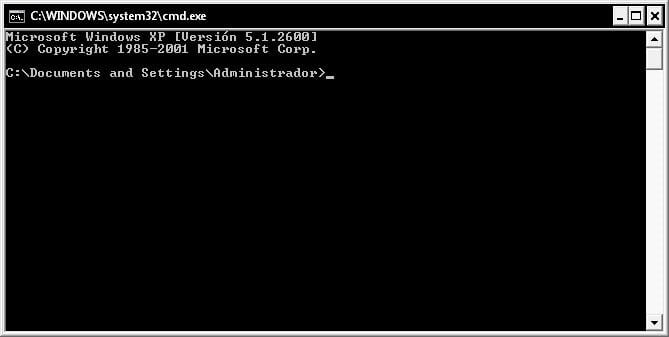 C:\WINDOWS\system32\cmd.exe
Microsoft Windows XP [Versión 5.1.2600]
(C) Copyright 1985-2001 Microsoft Corp.
C:\Documents and Settings\Administrador>_